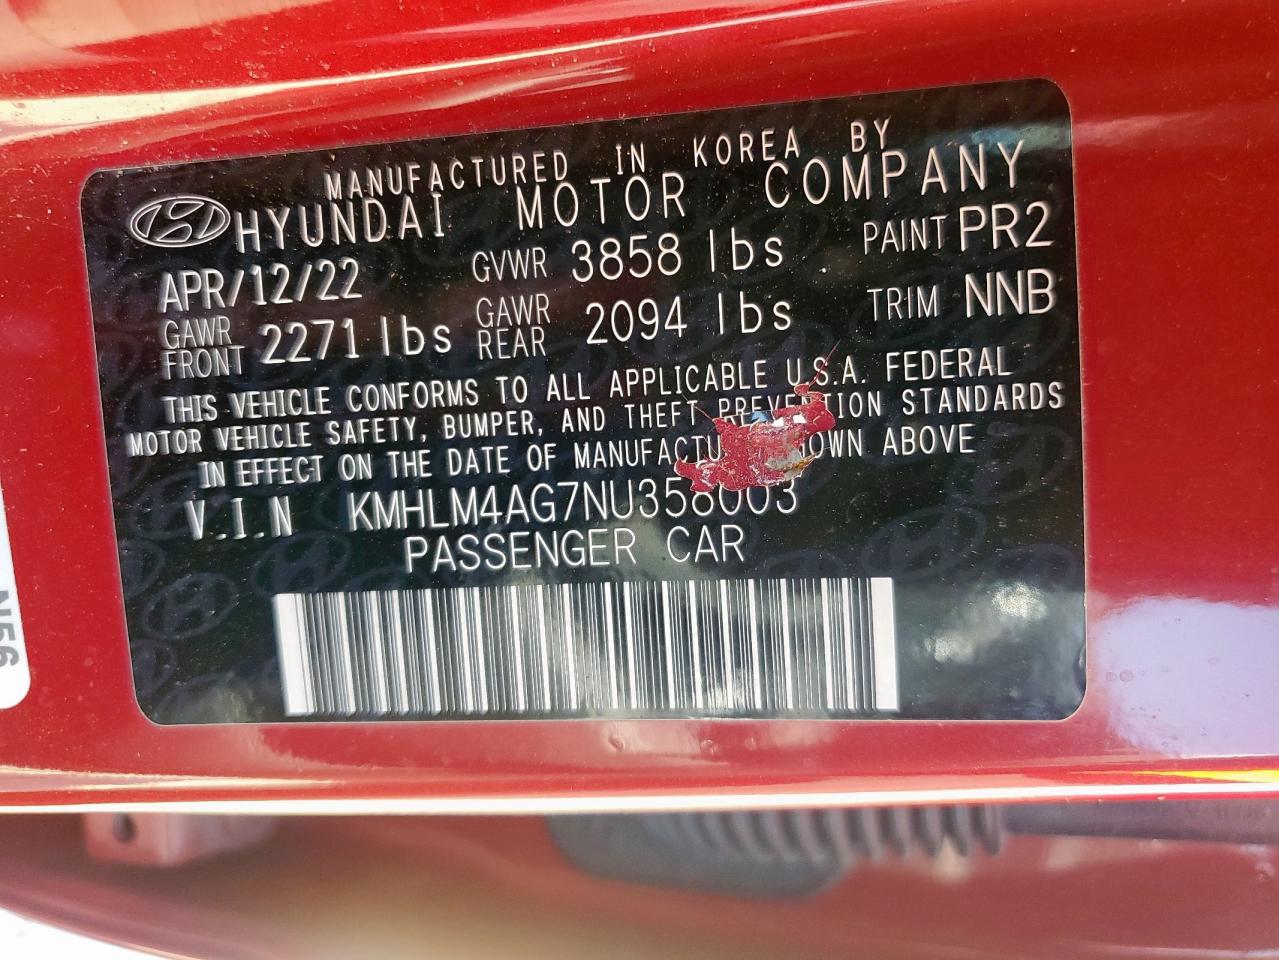 MANUFACTURED IN KOREA BY
HYUNDAI MOTOR COMPANY
APR/12/22 GVWR 3858 lbs PAINT PR2
GAWR FRONT 2271 lbs GAWR REAR 2094 lbs TRIM NNB
THIS VEHICLE CONFORMS TO ALL APPLICABLE U.S.A. FEDERAL
MOTOR VEHICLE SAFETY, BUMPER, AND THEFT PREVENTION STANDARDS
IN EFFECT ON THE DATE OF ABOVE
V.I.N KMHLM4AG7NU358003
PASSENGER CAR
N56